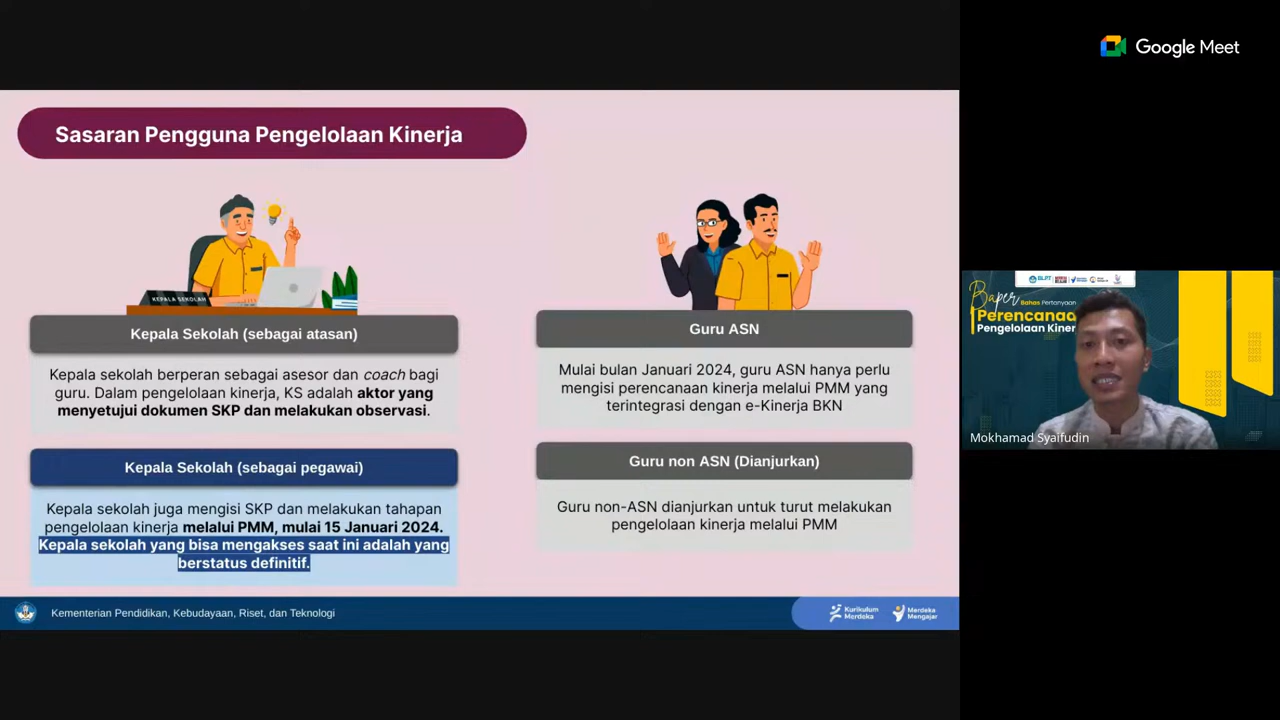 Google Meet
Sasaran Pengguna Pengelolaan Kinerja
KEPALA SEKOLAH
Kepala Sekolah (sebagai atasan)
Kepala sekolah berperan sebagai asesor dan coach bagi
guru. Dalam pengelolaan kinerja, KS adalah aktor yang
menyetujui dokumen SKP dan melakukan observasi.
Kepala Sekolah (sebagai pegawai)
Kepala sekolah juga mengisi SKP dan melakukan tahapan
pengelolaan kinerja melalui PMM, mulai 15 Januari 2024.
Kepala sekolah yang bisa mengakses saat ini adalah yang
berstatus definitif.
Guru ASN
Mulai bulan Januari 2024, guru ASN hanya perlu
mengisi perencanaan kinerja melalui PMM yang
terintegrasi dengan e-Kinerja BKN
Guru non ASN (Dianjurkan)
Guru non-ASN dianjurkan untuk turut melakukan
pengelolaan kinerja melalui PMM
Kementerian Pendidikan, Kebudayaan, Riset, dan Teknologi
Kurikulum
Merdeka
Merdeka
Mengajar
Baper Bahas Pertanyaan
Perencanaa
Pengelolaan Kiner
Mokhamad Syaifudin